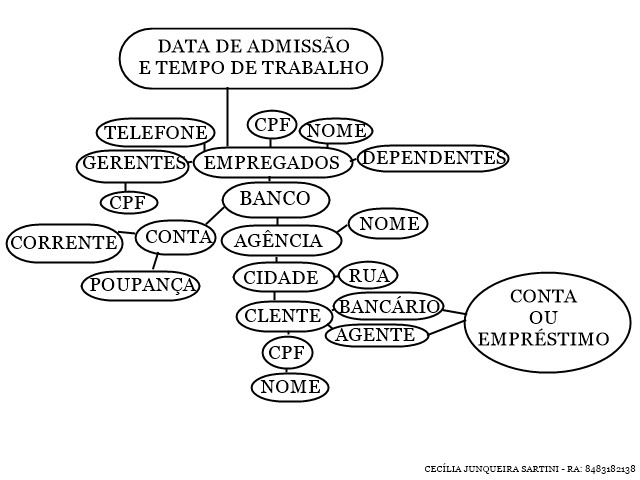 DATA DE ADMISSÃO
E TEMPO DE TRABALHO
TELEFONE
CPF
NOME
GERENTES
EMPREGADOS
DEPENDENTES
CPF
BANCO
CORRENTE
CONTA
AGÊNCIA
NOME
POUPANÇA
CIDADE
RUA
CLENTE
BANCÁRIO
AGENTE
CONTA
OU
EMPRÉSTIMO
CPF
NOME
CECÍLIA JUNQUEIRA SARTINI - RA: 8483182138